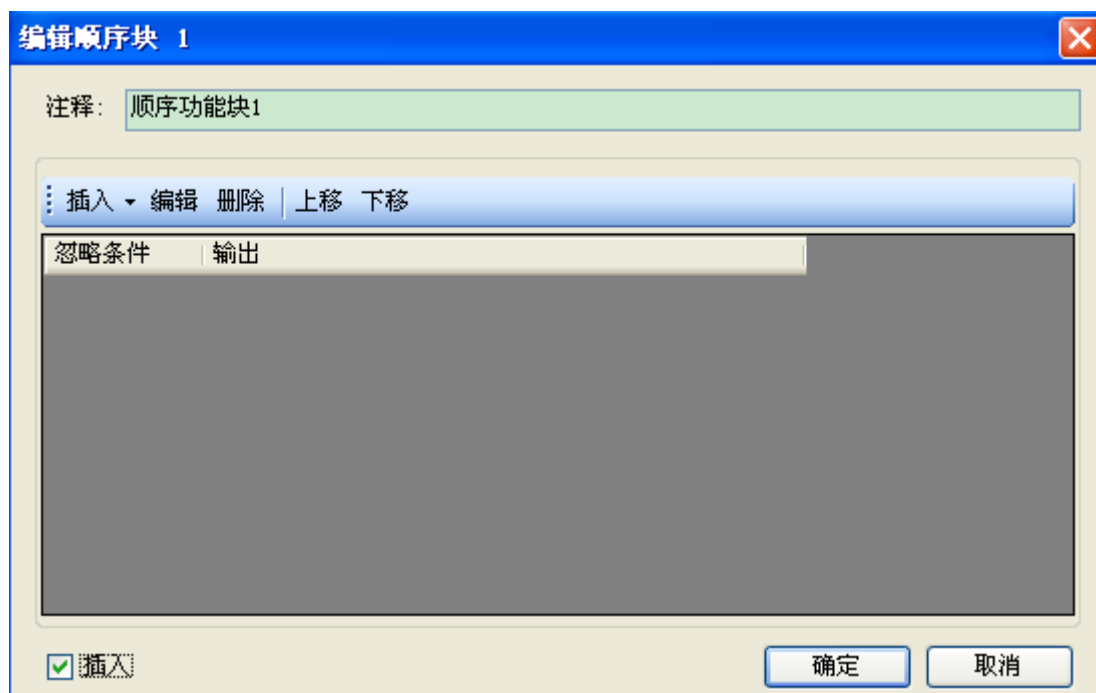 编辑顺序块 1
注释: 顺序功能块1
插入 编辑 删除 上移 下移
忽略条件 输出
插入 确定 取消